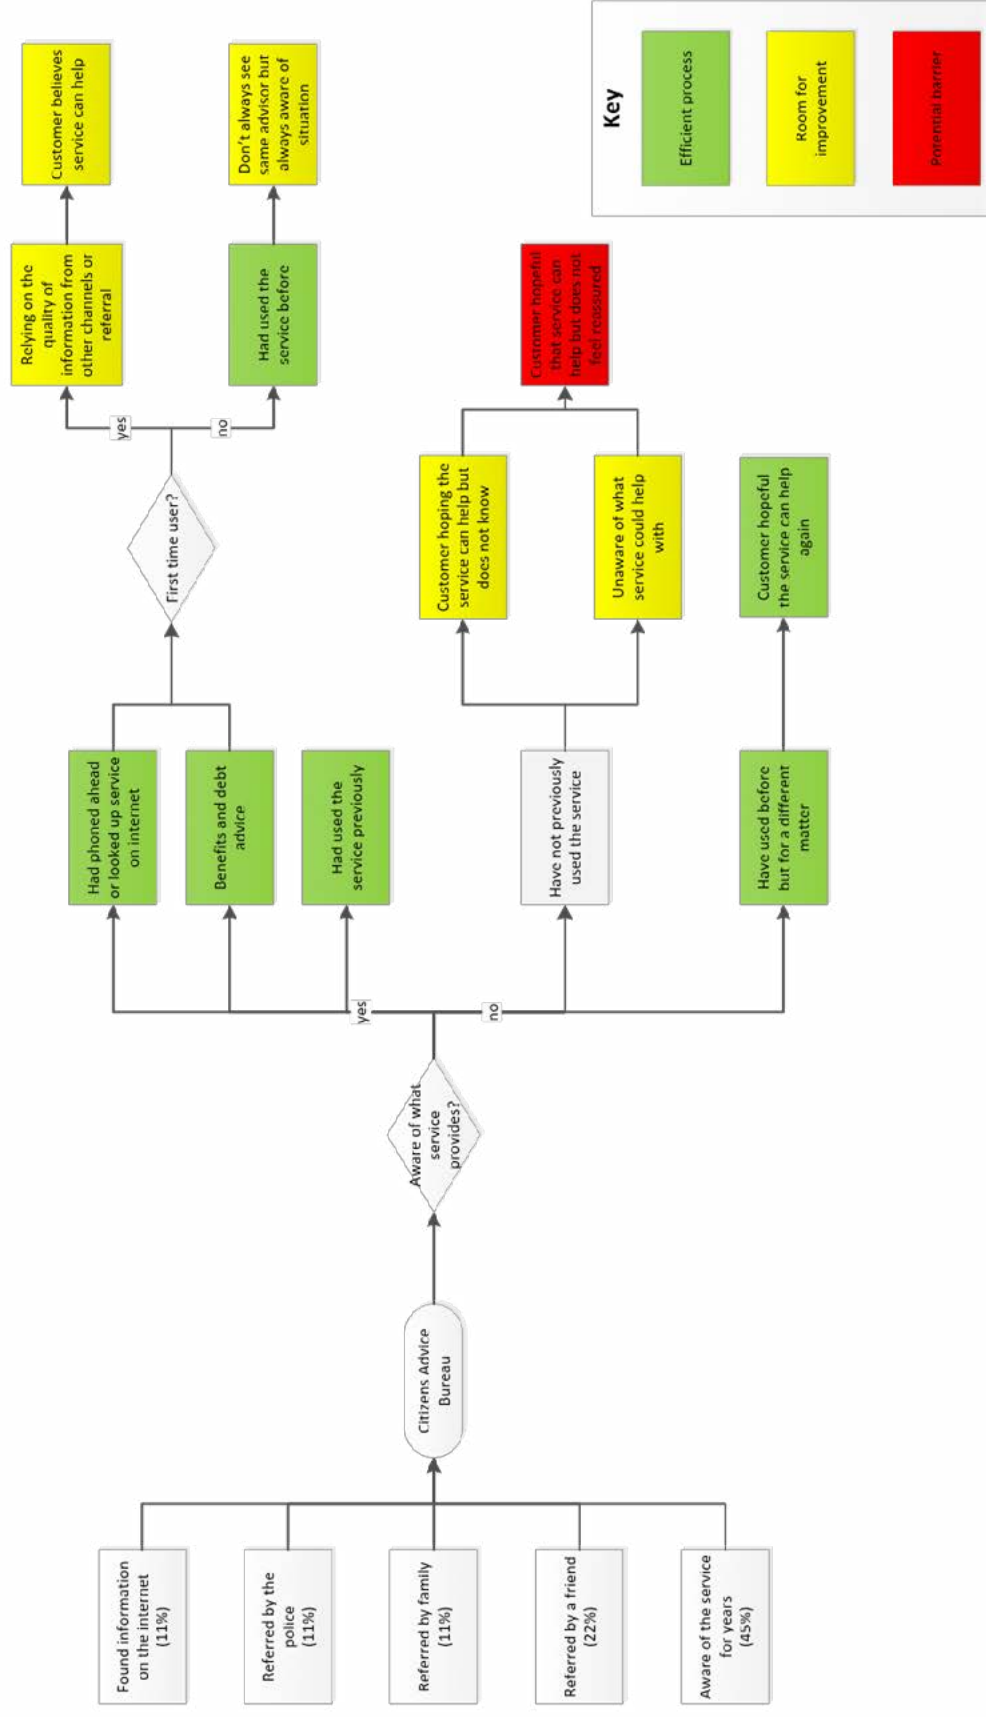 Found information
on the internet
(11%)
Referred by the
police
(11%)
Referred by family
(11%)
Referred by a friend
(22%)
Aware of the service
for years
(45%)
Citizens Advice
Bureau
Aware of what
service
provides?
yes
no
Had phoned ahead
or looked up service
on internet
Benefits and debt
advice
Had used the
service previously
Have not previously
used the service
Have used before
but for a different
matter
First time user?
yes
no
Customer hoping the
service can help but
does not know
Unaware of what
service could help
with
Customer hopeful
the service can help
again
Relying on the
quality of
information from
other channels or
referral
Had used the
service before
Customer hopeful
that service can
help but does not
feel reassured
Customer believes
service can help
Don't always see
same advisor but
always aware of
situation
Key
Efficient process
Room for
improvement
Potential barrier